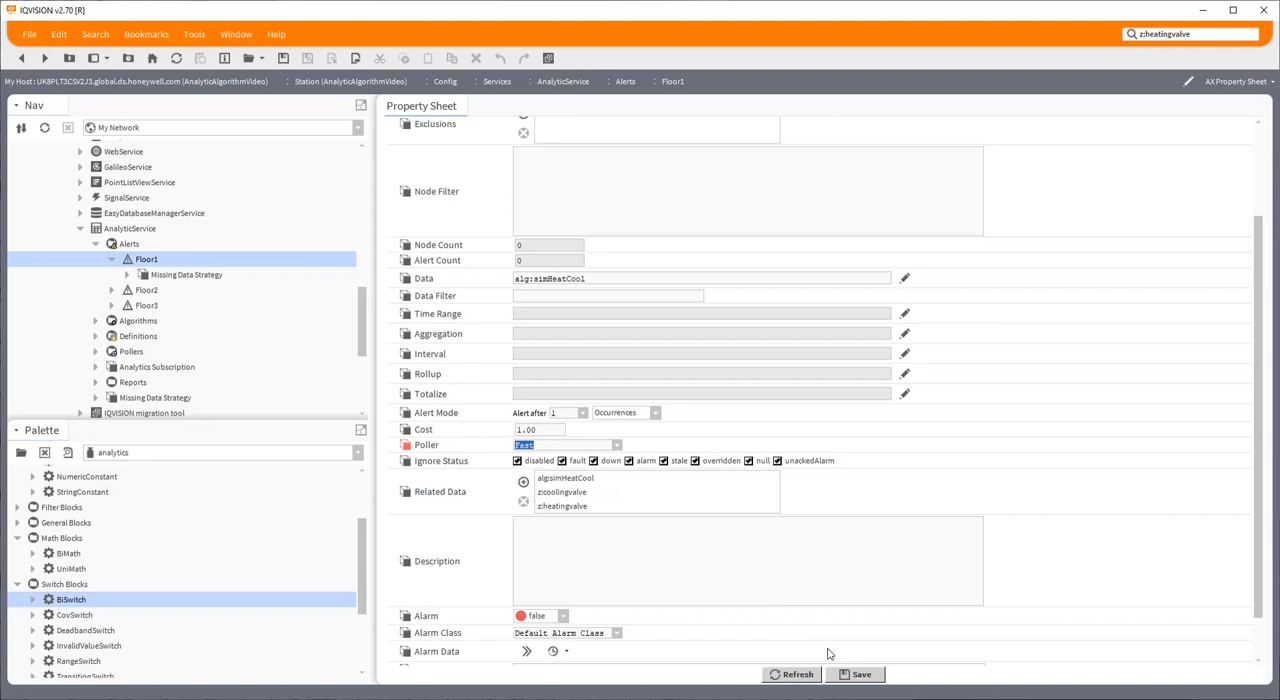 IQVISION v2.70 [R]
File Edit Search Bookmarks Tools Window Help
z:heatingvalve
My Host : UK8PLT3CSV2J3.global.ds.honeywell.com (AnalyticAlgorithmVideo) : Station (AnalyticAlgorithmVideo) : Config : Services : AnalyticService : Alerts : Floor1
AX Property Sheet
Nav
My Network
WebService
GalileoService
PointListViewService
SignalService
EasyDatabaseManagerService
AnalyticService
Alerts
Floor1
Missing Data Strategy
Floor2
Floor3
Algorithms
Definitions
Pollers
Analytics Subscription
Reports
Missing Data Strategy
IQVISION migration tool
Palette
analytics
NumericConstant
StringConstant
Filter Blocks
General Blocks
Math Blocks
BiMath
UniMath
Switch Blocks
BiSwitch
CovSwitch
DeadbandSwitch
InvalidValueSwitch
RangeSwitch
TransitionSwitch
Property Sheet
Exclusions
Node Filter
Node Count 0
Alert Count 0
Data alg:simHeatCool
Data Filter
Time Range
Aggregation
Interval
Rollup
Totalize
Alert Mode Alert after 1 Occurrences
Cost 1.00
Poller Fast
Ignore Status disabled fault down alarm stale overridden null unackedAlarm
Related Data
alg:simHeatCool
z:coolingvalve
z:heatingvalve
Description
Alarm false
Alarm Class Default Alarm Class
Alarm Data
Refresh Save